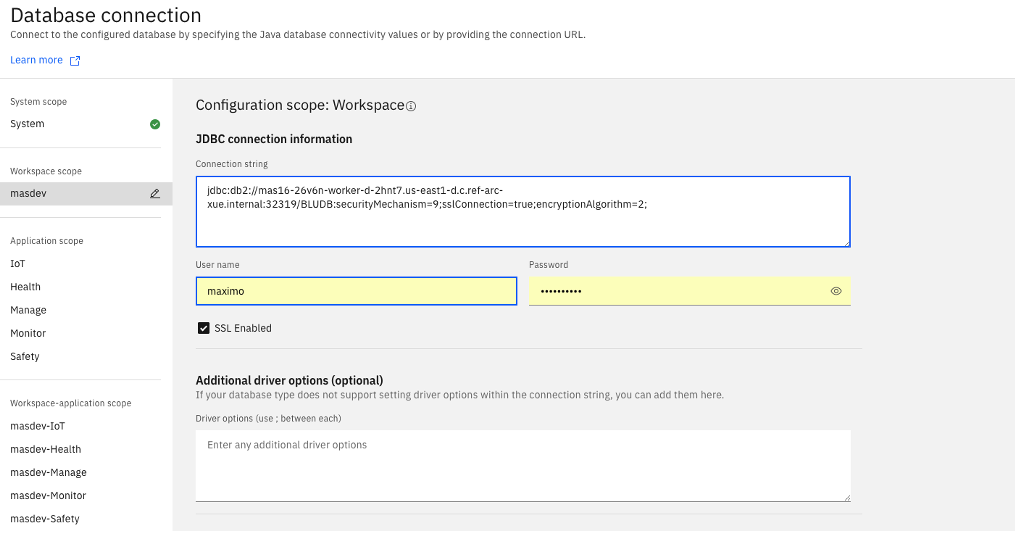 Database connection
Connect to the configured database by specifying the Java database connectivity values or by providing the connection URL.
Learn more
System scope
System
Workspace scope
masdev
Application scope
IoT
Health
Manage
Monitor
Safety
Workspace-application scope
masdev-IoT
masdev-Health
masdev-Manage
masdev-Monitor
masdev-Safety
Configuration scope: Workspace
JDBC connection information
Connection string
jdbc:db2://mas16-26v6n-worker-d-2hnt7.us-east1-d.c.ref-arc-
xue.internal:32319/BLUDB:securityMechanism=9;sslConnection=true;encryptionAlgorithm=2;
User name
Password
maximo
••••••••••
SSL Enabled
Additional driver options (optional)
If your database type does not support setting driver options within the connection string, you can add them here.
Driver options (use ; between each)
Enter any additional driver options